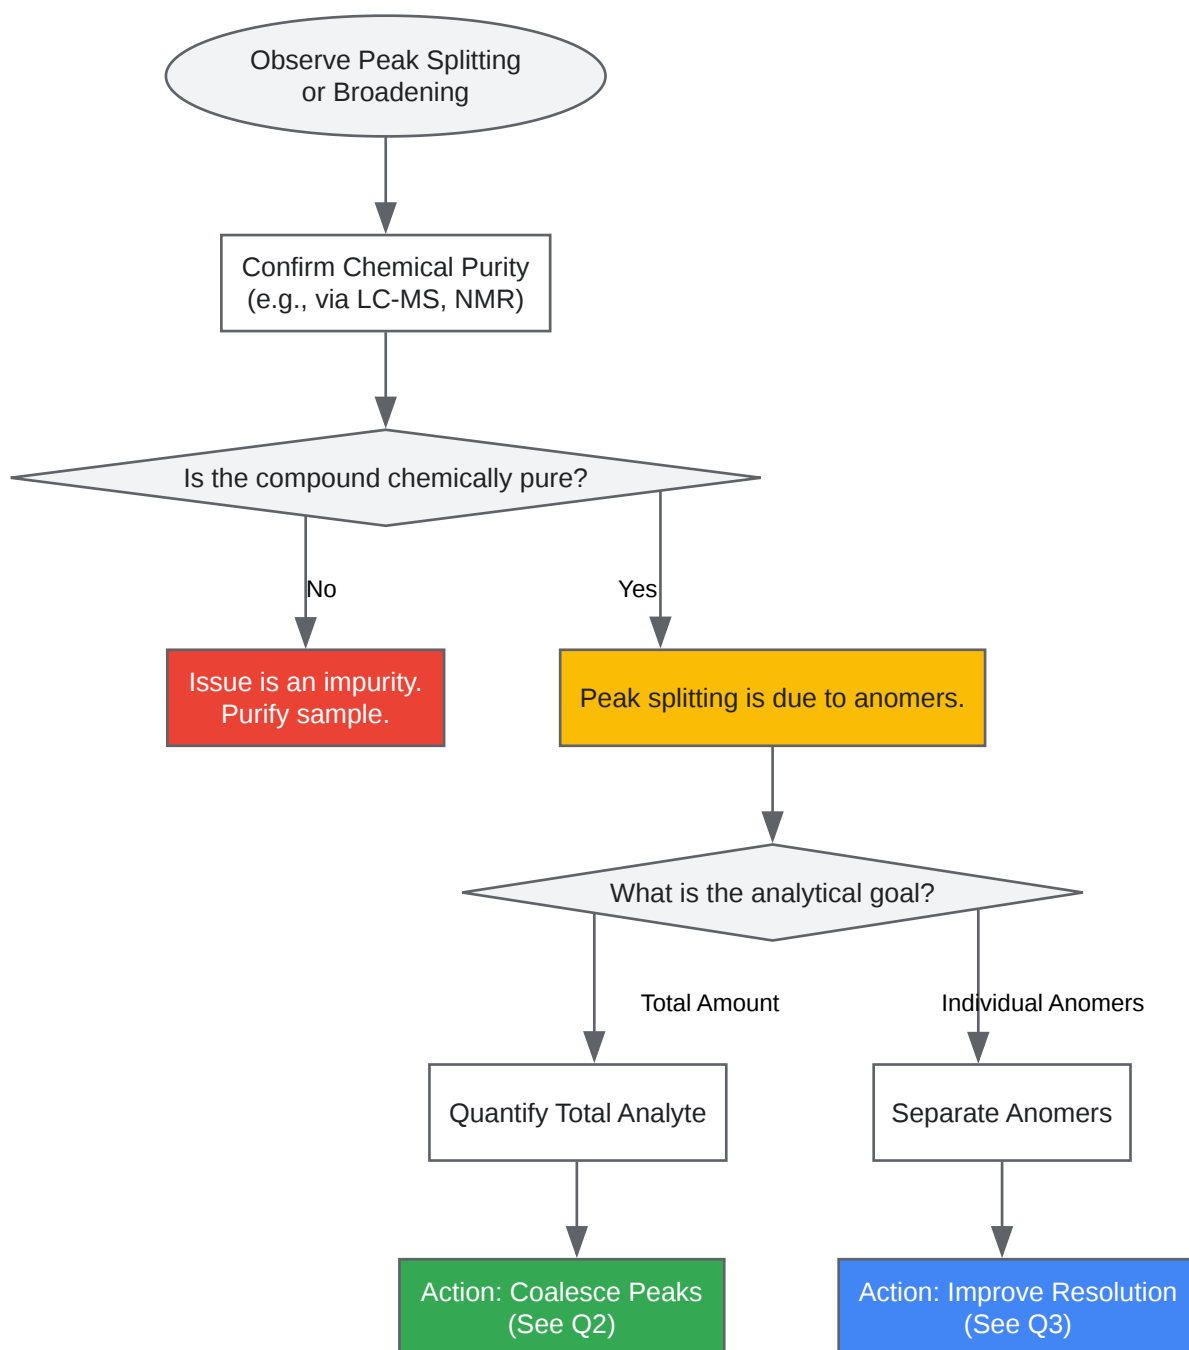 Observe Peak Splitting
or Broadening
Confirm Chemical Purity
(e.g., via LC-MS, NMR)
Is the compound chemically pure?
No
Yes
Issue is an impurity.
Purify sample.
Peak splitting is due to anomers.
What is the analytical goal?
Total Amount
Individual Anomers
Quantify Total Analyte
Separate Anomers
Action: Coalesce Peaks
(See Q2)
Action: Improve Resolution
(See Q3)